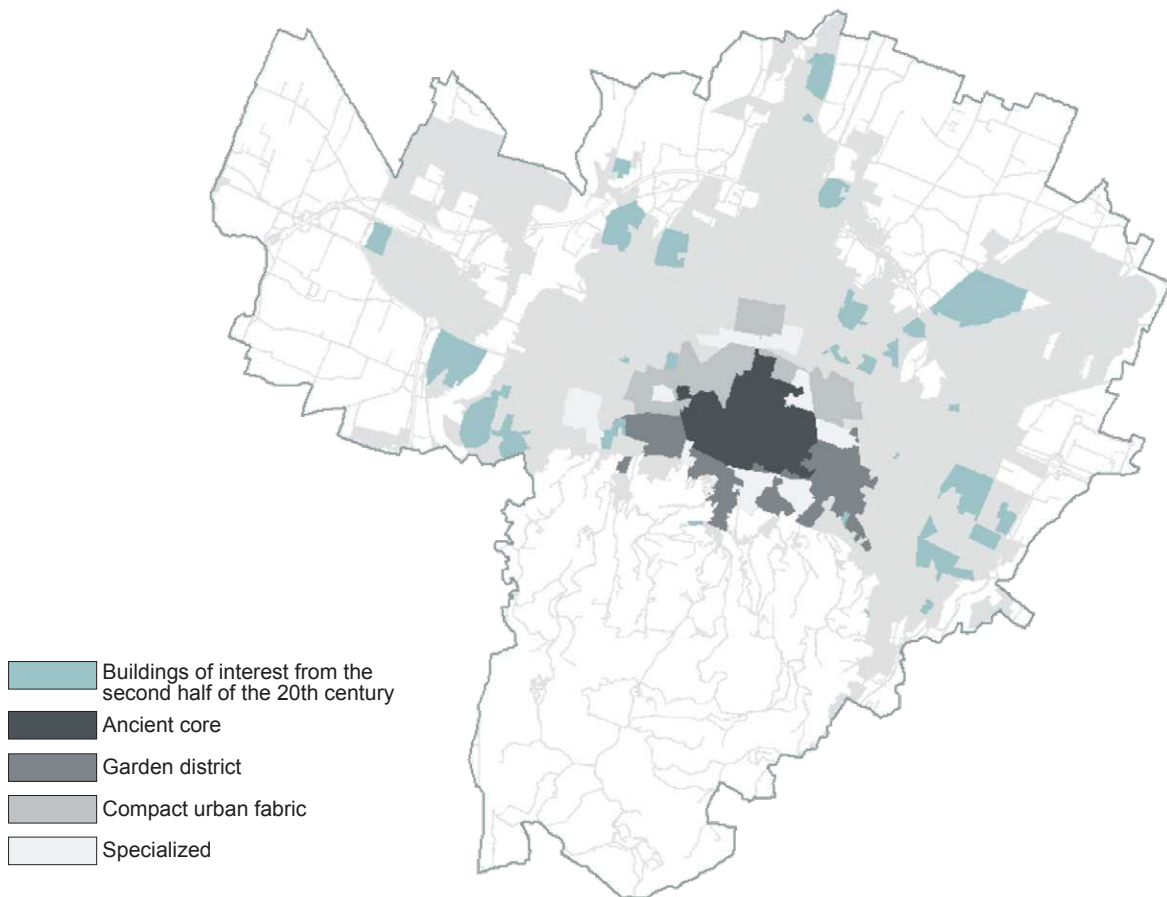 Buildings of interest from the
second half of the 20th century
Ancient core
Garden district
Compact urban fabric
Specialized